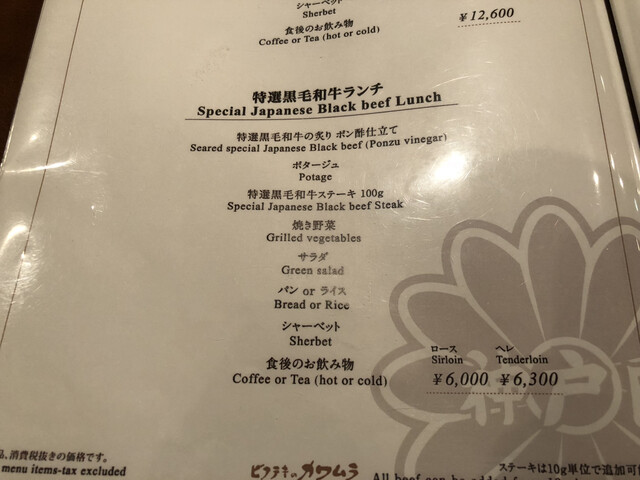 シャーベット
Sherbet
食後のお飲み物
Coffee or Tea (hot or cold)
¥12,600
特選黒毛和牛ランチ
Special Japanese Black beef Lunch
特選黒毛和牛の炙り ポン酢仕立て
Seared special Japanese Black beef (Ponzu vinegar)
ポタージュ
Potage
特選黒毛和牛ステーキ 100g
Special Japanese Black beef Steak
焼き野菜
Grilled vegetables
サラダ
Green salad
パン or ライス
Bread or Rice
シャーベット
Sherbet
食後のお飲み物
Coffee or Tea (hot or cold)
ロース ヘレ
Sirloin Tenderloin
¥6,000 ¥6,300
神戸
、消費税抜きの価格です。
menu items-tax excluded
ビフテキのカワムラ
ステーキは10g単位で追加可能
All beef can be added